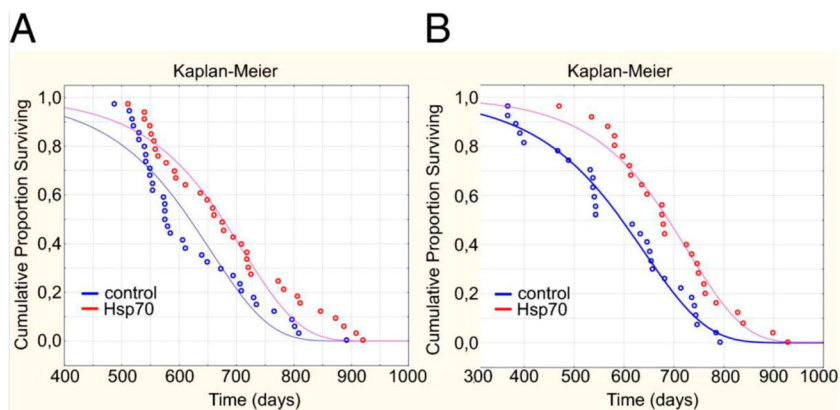 A
B
Kaplan-Meier
Cumulative Proportion Surviving
1,0
0,8
0,6
0,4
0,2
0,0
control
Hsp70
400 500 600 700 800 900 1000
Time (days)
Kaplan-Meier
Cumulative Proportion Surviving
1,0
0,8
0,6
0,4
0,2
0,0
control
Hsp70
300 400 500 600 700 800 900 1000
Time (days)